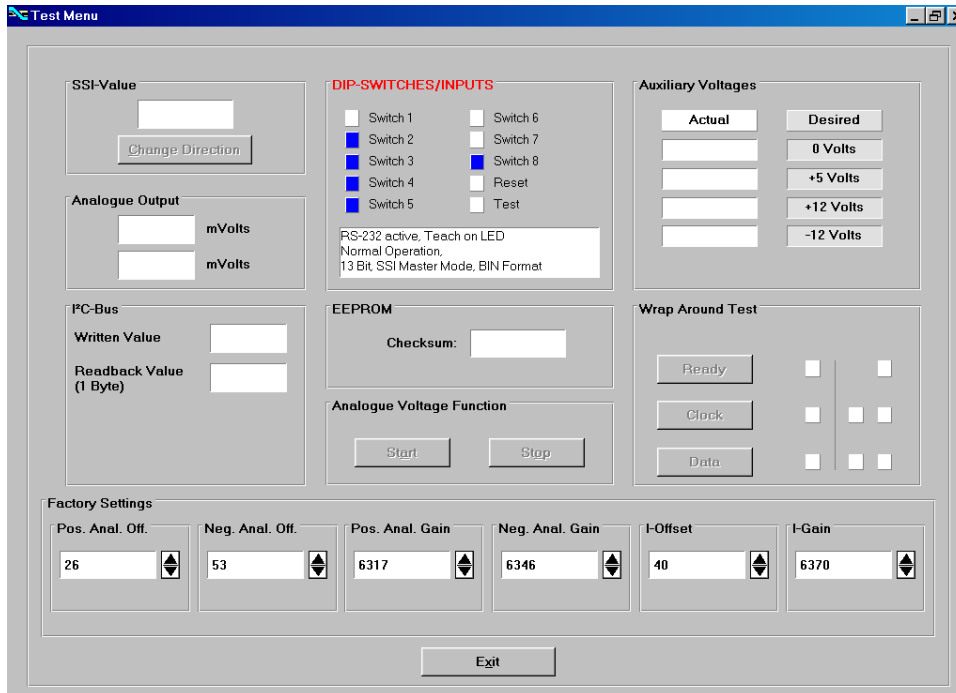 Test Menu
SSI-Value
Change Direction
Analogue Output
mVolts
mVolts
I²C-Bus
Written Value
Readback Value
(1 Byte)
DIP-SWITCHES/INPUTS
Switch 1
Switch 2
Switch 3
Switch 4
Switch 5
Switch 6
Switch 7
Switch 8
Reset
Test
RS-232 active, Teach on LED
Normal Operation,
13 Bit, SSI Master Mode, BIN Format
EEPROM
Checksum:
Analogue Voltage Function
Start
Stop
Auxiliary Voltages
Actual
Desired
0 Volts
+5 Volts
+12 Volts
-12 Volts
Wrap Around Test
Ready
Clock
Data
Factory Settings
Pos. Anal. Off.
26
Neg. Anal. Off.
53
Pos. Anal. Gain
6317
Neg. Anal. Gain
6346
I-Offset
40
I-Gain
6370
Exit